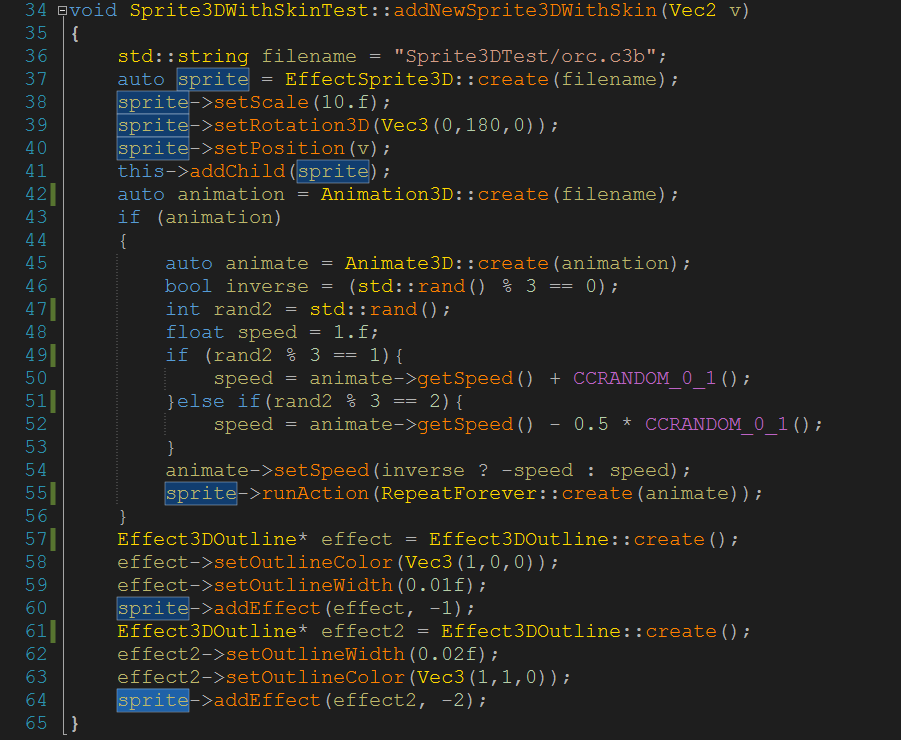 34 void Sprite3DWithSkinTest::addNewSprite3DWithSkin(Vec2 v)
35 {
36     std::string filename = "Sprite3DTest/orc.c3b";
37     auto sprite = EffectSprite3D::create(filename);
38     sprite->setScale(10.f);
39     sprite->setRotation3D(Vec3(0,180,0));
40     sprite->setPosition(v);
41     this->addChild(sprite);
42     auto animation = Animation3D::create(filename);
43     if (animation)
44     {
45         auto animate = Animate3D::create(animation);
46         bool inverse = (std::rand() % 3 == 0);
47         int rand2 = std::rand();
48         float speed = 1.f;
49         if (rand2 % 3 == 1){
50             speed = animate->getSpeed() + CCRANDOM_0_1();
51         }else if(rand2 % 3 == 2){
52             speed = animate->getSpeed() - 0.5 * CCRANDOM_0_1();
53         }
54         animate->setSpeed(inverse ? -speed : speed);
55         sprite->runAction(RepeatForever::create(animate));
56     }
57     Effect3DOutline* effect = Effect3DOutline::create();
58     effect->setOutlineColor(Vec3(1,0,0));
59     effect->setOutlineWidth(0.01f);
60     sprite->addEffect(effect, -1);
61     Effect3DOutline* effect2 = Effect3DOutline::create();
62     effect2->setOutlineWidth(0.02f);
63     effect2->setOutlineColor(Vec3(1,1,0));
64     sprite->addEffect(effect2, -2);
65 }